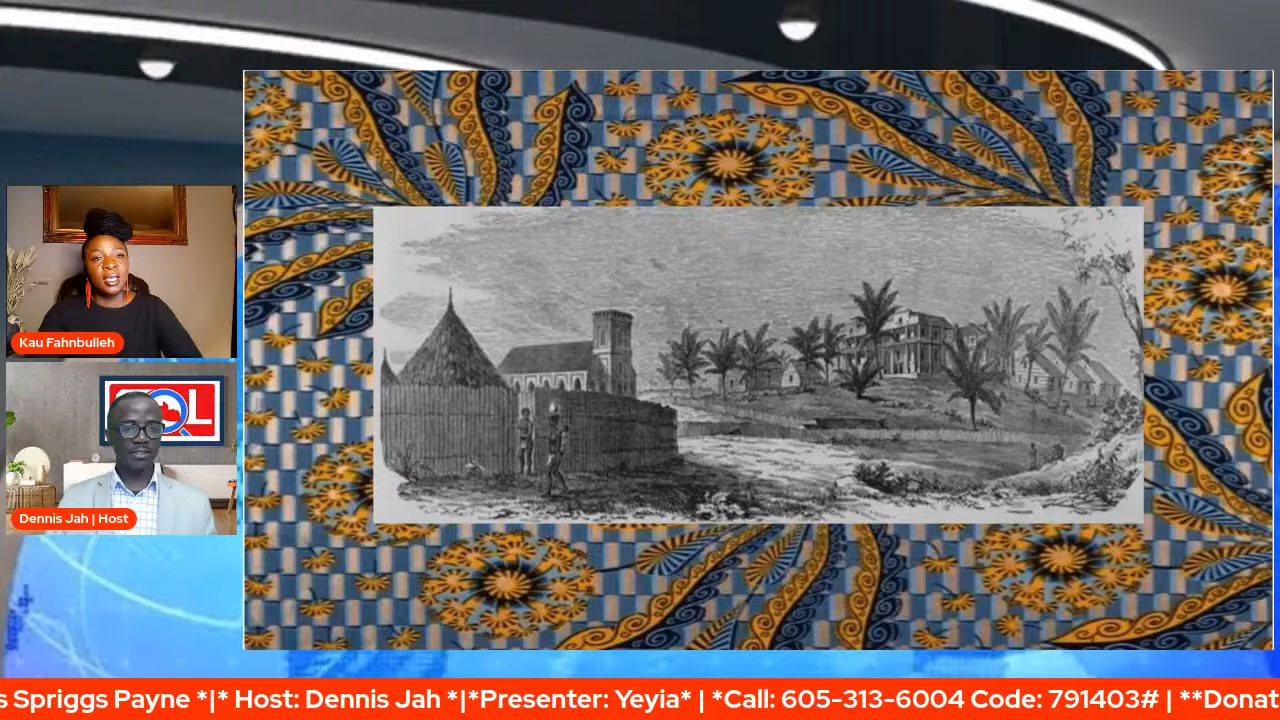 Kau Fahnbulleh
OL
Dennis Jah | Host
s Spriggs Payne *|* Host: Dennis Jah *|*Presenter: Yeyia* | *Call: 605-313-6004 Code: 791403# | **Donat